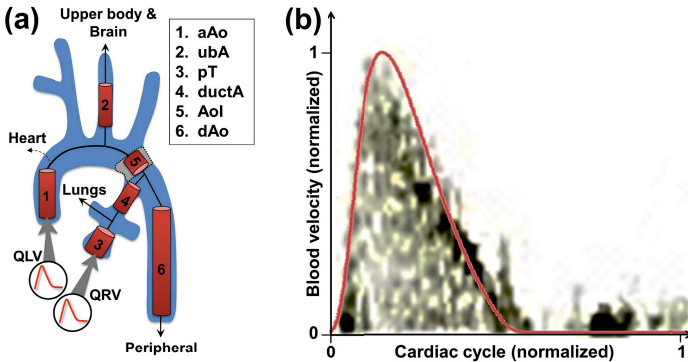 (a)
Upper body &
Brain
1. aAo
2. ubA
3. pT
4. ductA
5. AoI
6. dAo
Heart
Lungs
1
2
3
4
5
6
QLV
QRV
Peripheral
(b)
Blood velocity (normalized)
1
0
0
Cardiac cycle (normalized)
1